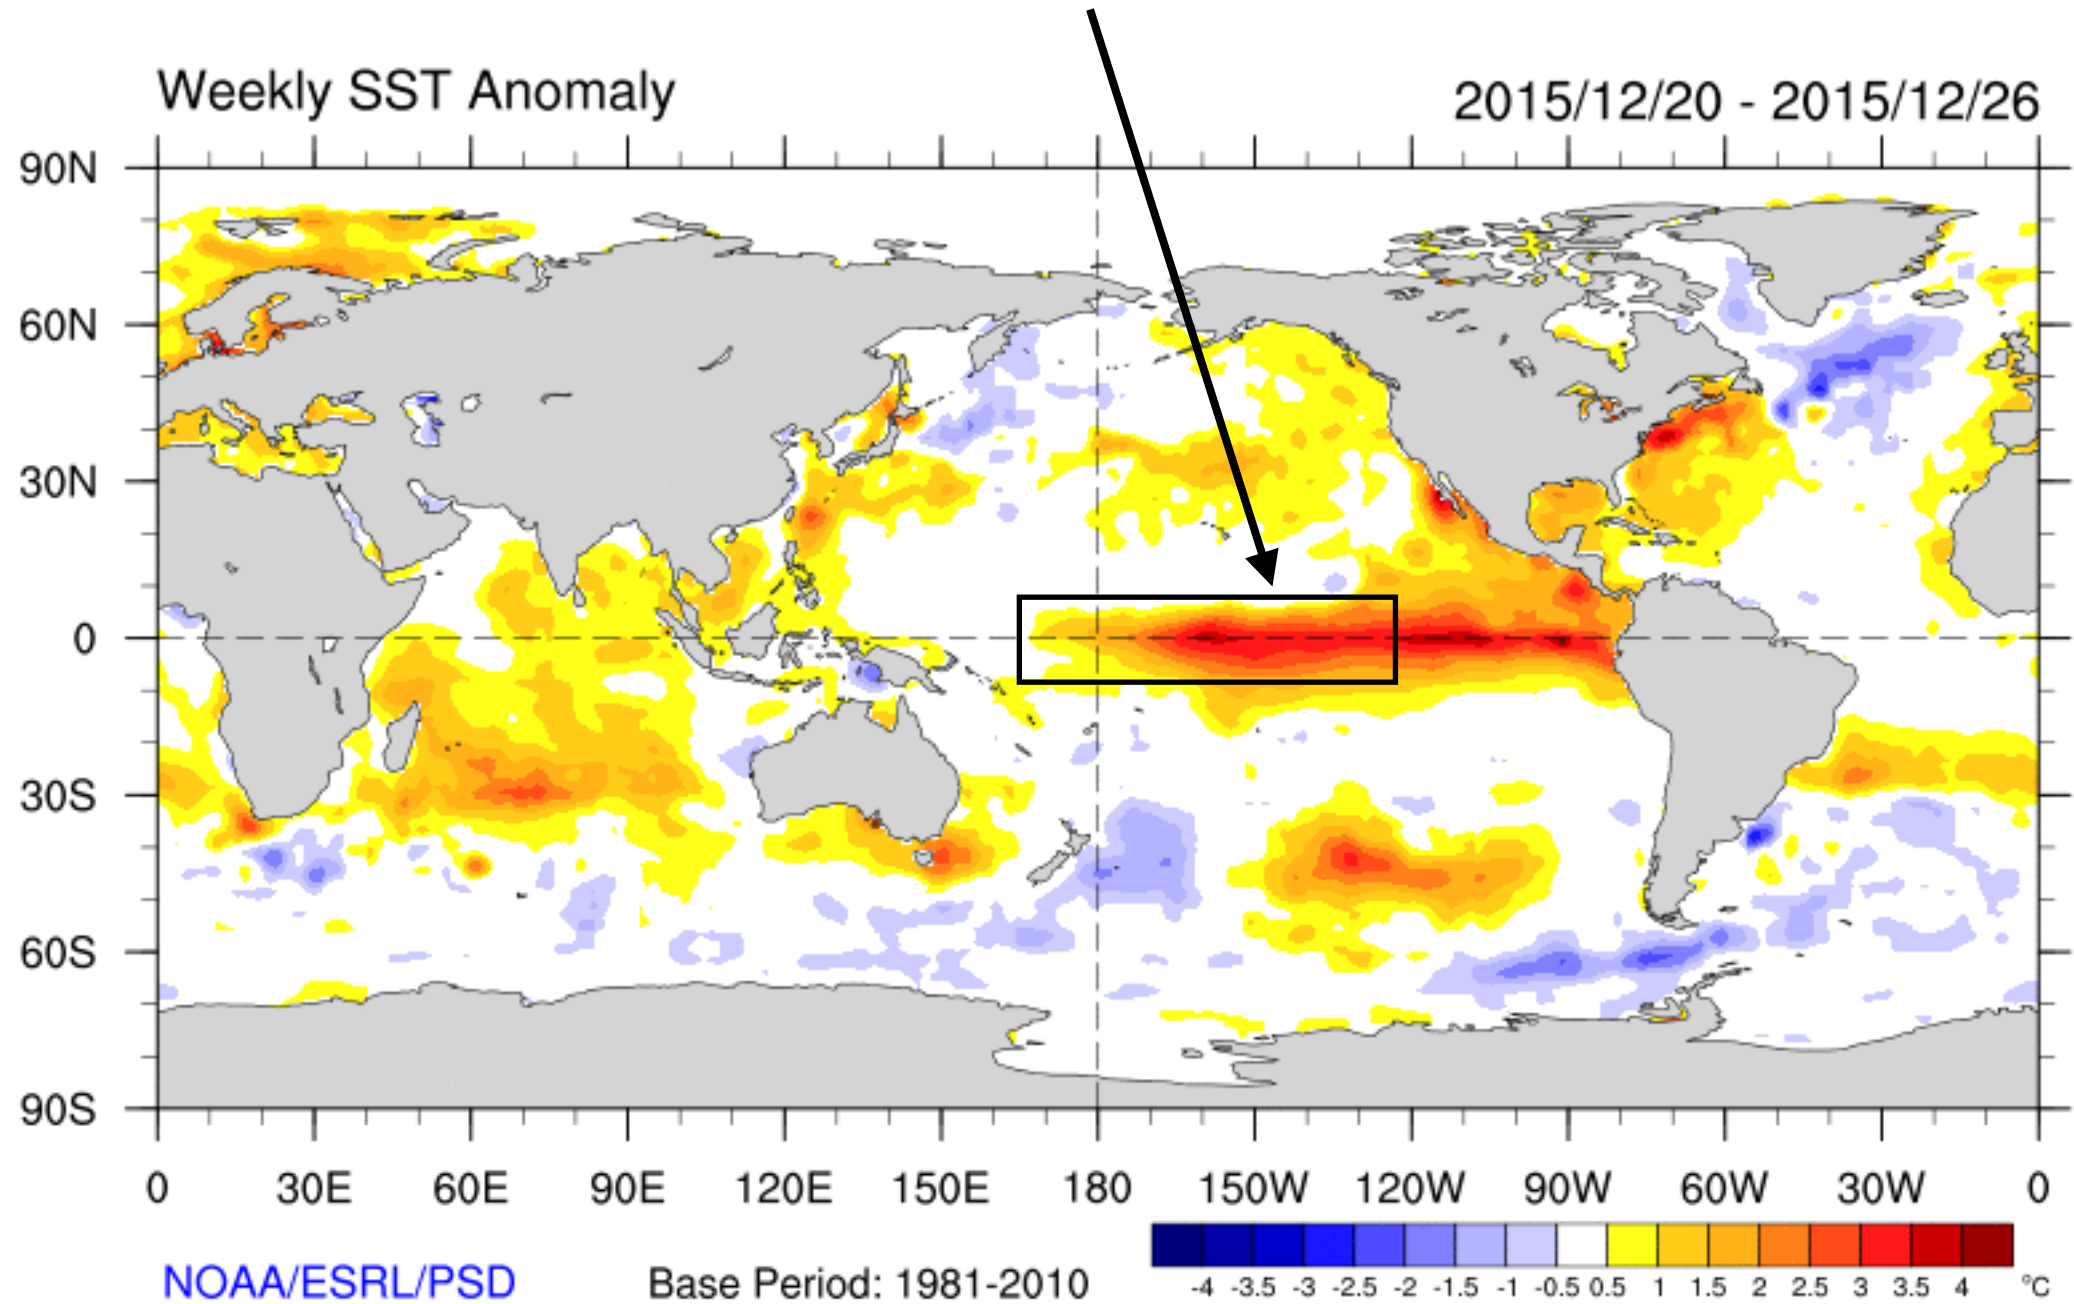 Weekly SST Anomaly 2015/12/20 - 2015/12/26
90N
60N
30N
0
30S
60S
90S
0 30E 60E 90E 120E 150E 180 150W 120W 90W 60W 30W 0
-4 -3.5 -3 -2.5 -2 -1.5 -1 -0.5 0.5 1 1.5 2 2.5 3 3.5 4 °C
NOAA/ESRL/PSD Base Period: 1981-2010